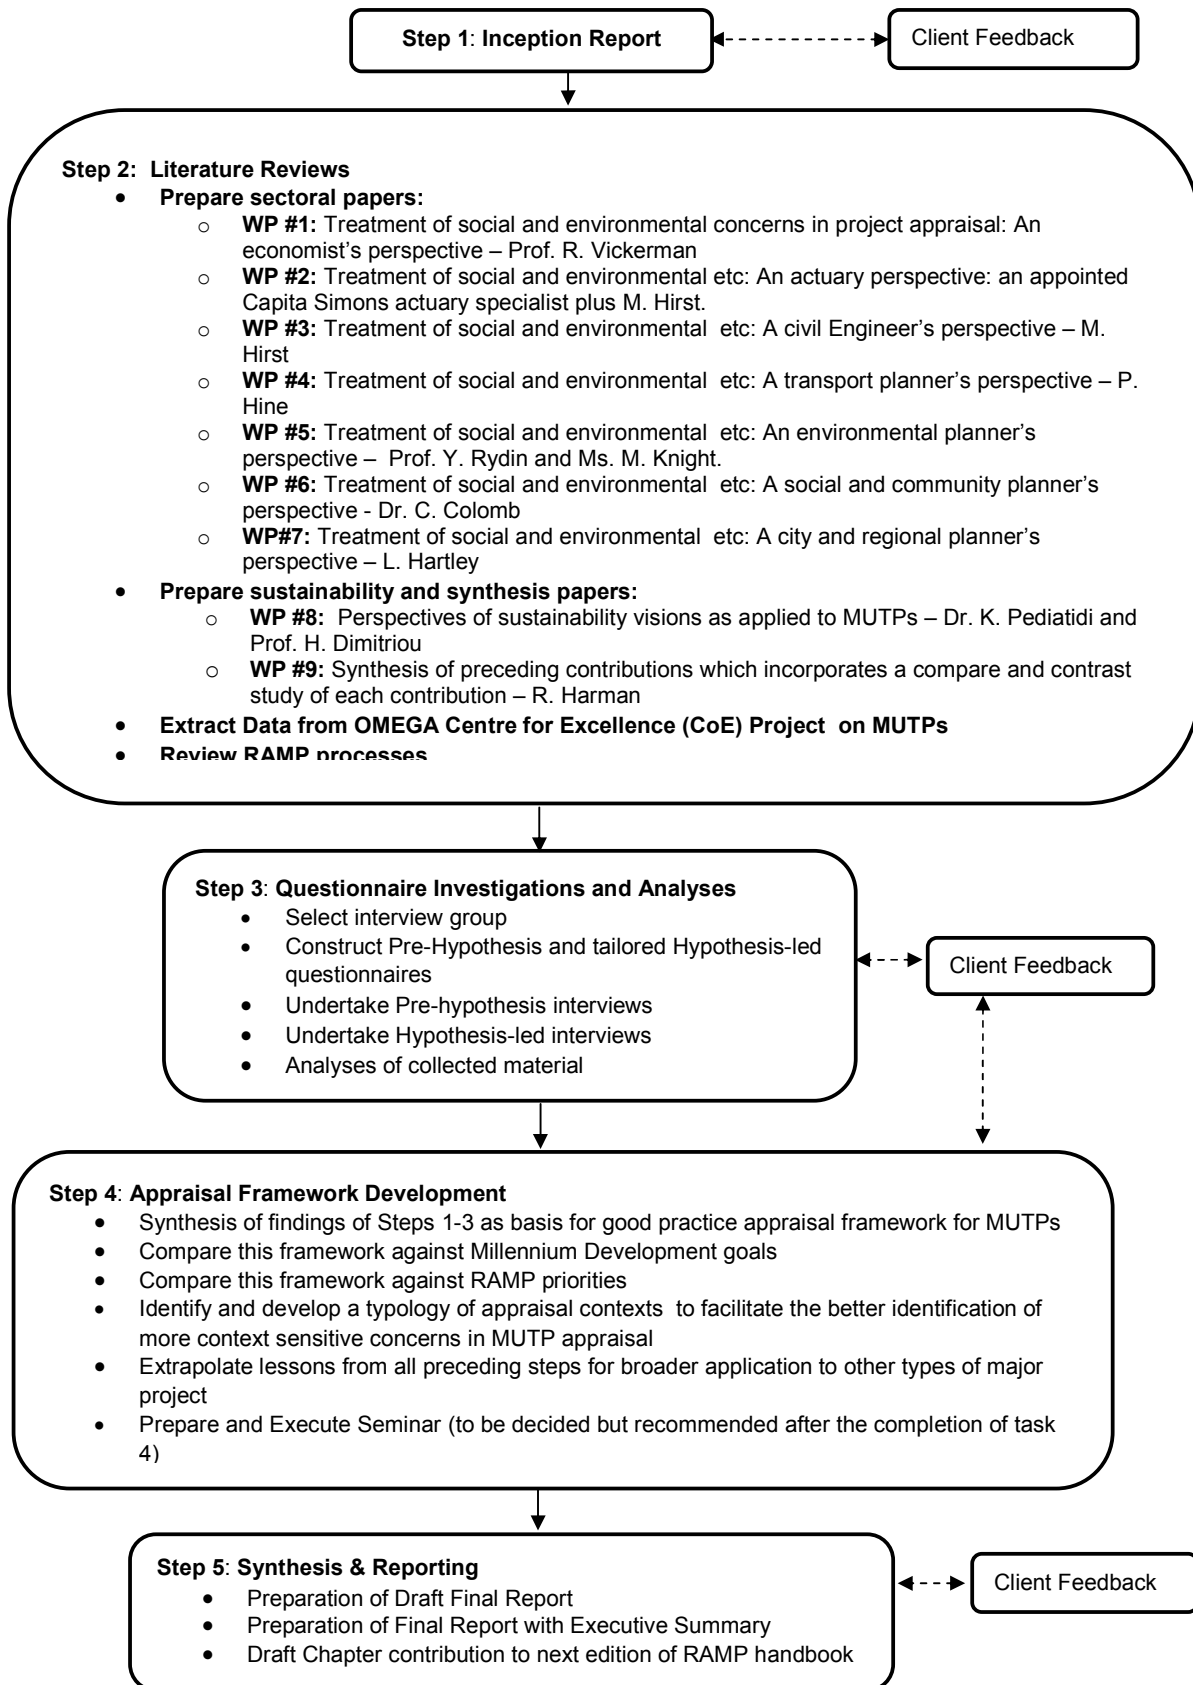 Step 1: Inception Report
Client Feedback
Step 2: Literature Reviews
• Prepare sectoral papers:
o WP #1: Treatment of social and environmental concerns in project appraisal: An
economist’s perspective – Prof. R. Vickerman
o WP #2: Treatment of social and environmental etc: An actuary perspective: an appointed
Capita Simons actuary specialist plus M. Hirst.
o WP #3: Treatment of social and environmental etc: A civil Engineer’s perspective – M.
Hirst
o WP #4: Treatment of social and environmental etc: A transport planner’s perspective – P.
Hine
o WP #5: Treatment of social and environmental etc: An environmental planner’s
perspective – Prof. Y. Rydin and Ms. M. Knight.
o WP #6: Treatment of social and environmental etc: A social and community planner’s
perspective - Dr. C. Colomb
o WP#7: Treatment of social and environmental etc: A city and regional planner’s
perspective – L. Hartley
• Prepare sustainability and synthesis papers:
o WP #8: Perspectives of sustainability visions as applied to MUTPs – Dr. K. Pediatidi and
Prof. H. Dimitriou
o WP #9: Synthesis of preceding contributions which incorporates a compare and contrast
study of each contribution – R. Harman
• Extract Data from OMEGA Centre for Excellence (CoE) Project on MUTPs
• Review RAMP processes
Step 3: Questionnaire Investigations and Analyses
• Select interview group
• Construct Pre-Hypothesis and tailored Hypothesis-led
questionnaires
• Undertake Pre-hypothesis interviews
• Undertake Hypothesis-led interviews
• Analyses of collected material
Client Feedback
Step 4: Appraisal Framework Development
• Synthesis of findings of Steps 1-3 as basis for good practice appraisal framework for MUTPs
• Compare this framework against Millennium Development goals
• Compare this framework against RAMP priorities
• Identify and develop a typology of appraisal contexts to facilitate the better identification of
more context sensitive concerns in MUTP appraisal
• Extrapolate lessons from all preceding steps for broader application to other types of major
project
• Prepare and Execute Seminar (to be decided but recommended after the completion of task
4)
Step 5: Synthesis & Reporting
• Preparation of Draft Final Report
• Preparation of Final Report with Executive Summary
• Draft Chapter contribution to next edition of RAMP handbook
Client Feedback